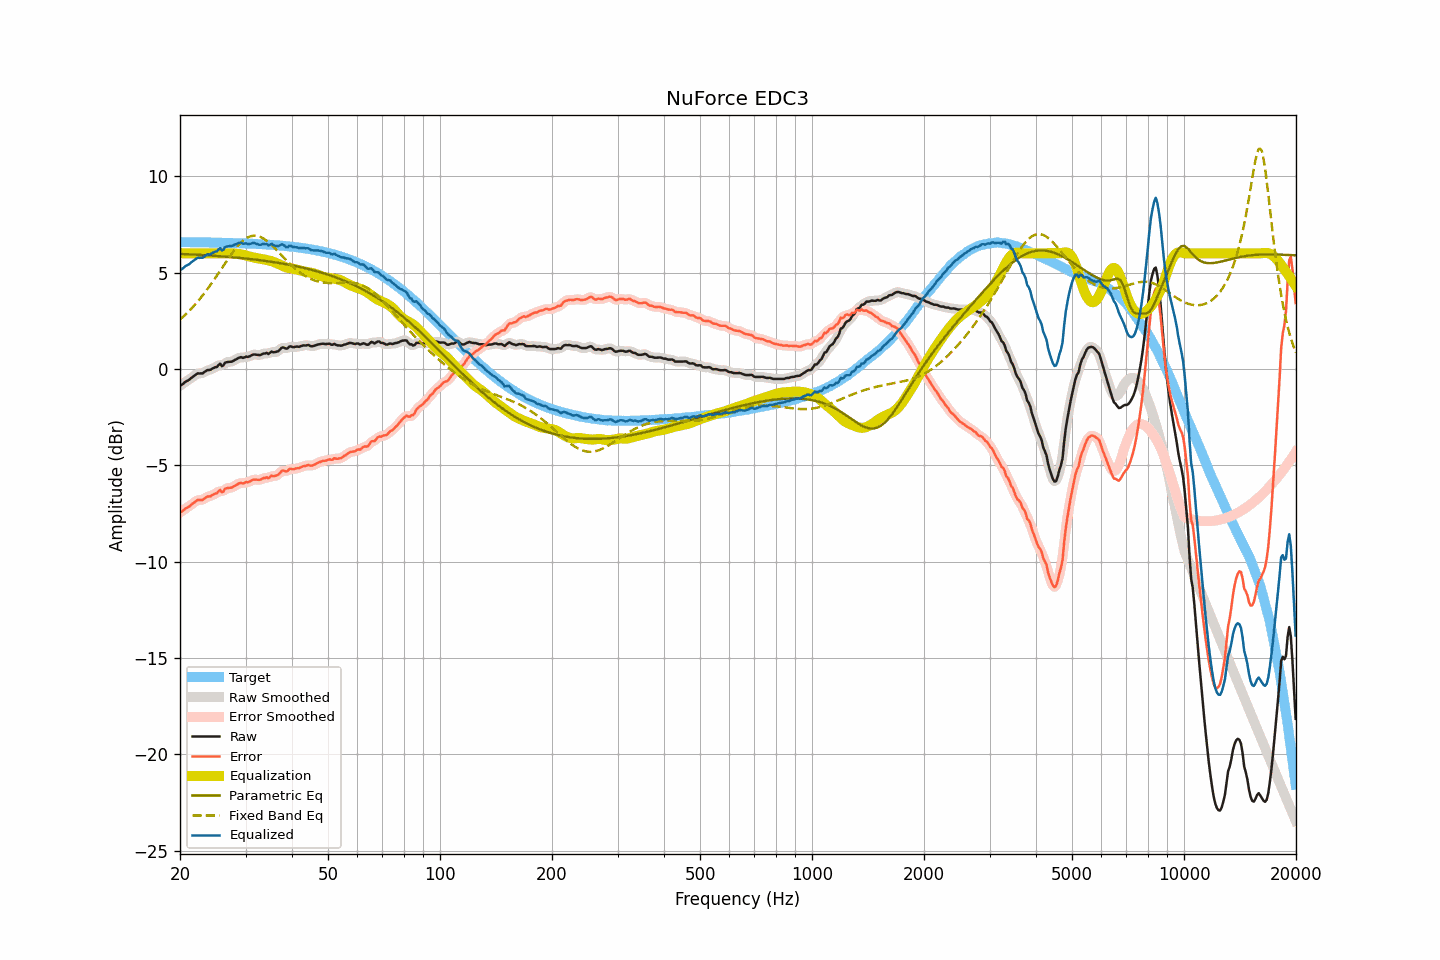 NuForce EDC3
10
5
0
−5
−10
−15
−20
−25
Amplitude (dBr)
Target
Raw Smoothed
Error Smoothed
Raw
Error
Equalization
Parametric Eq
Fixed Band Eq
Equalized
20 50 100 200 500 1000 2000 5000 10000 20000
Frequency (Hz)